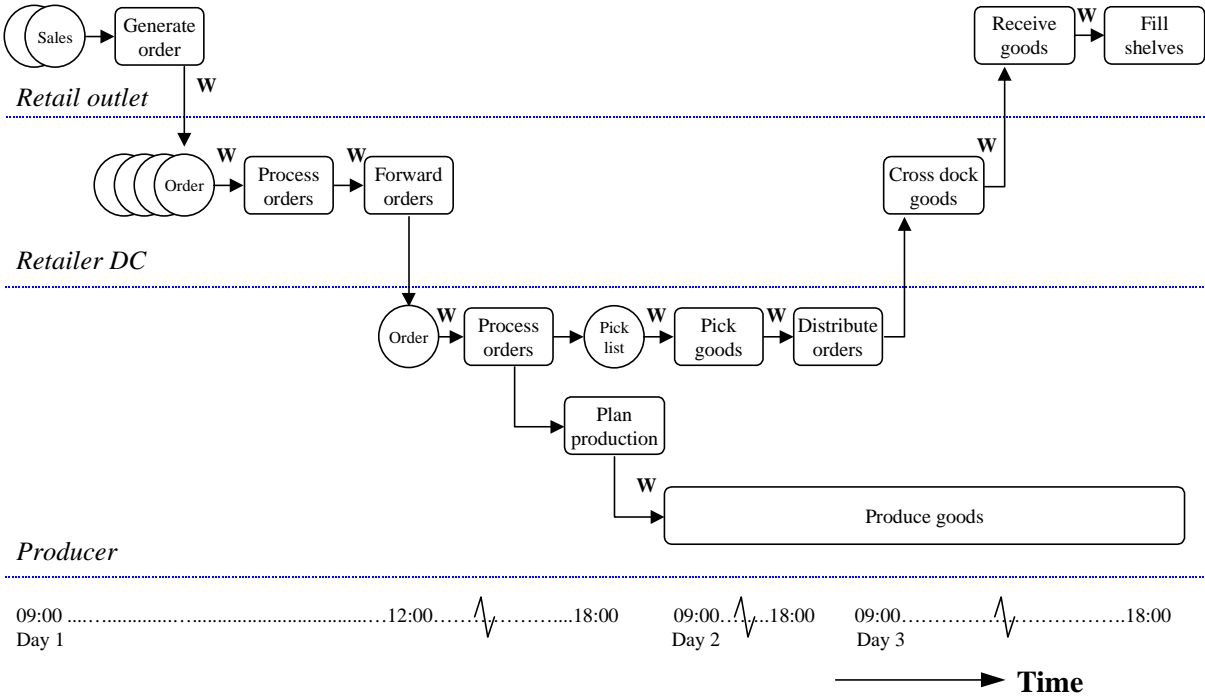 Sales
Generate
order
W
Retail outlet
Receive
goods
W
Fill
shelves
Order
W
Process
orders
W
Forward
orders
Cross dock
goods
W
Retailer DC
Order
W
Process
orders
Pick
list
W
Pick
goods
W
Distribute
orders
Plan
production
W
Produce goods
Producer
09:00 ....…...............................................................…12:00……
………...18:00
09:00…
…18:00
09:00…………………
…………………18:00
Day 1
Day 2
Day 3
Time